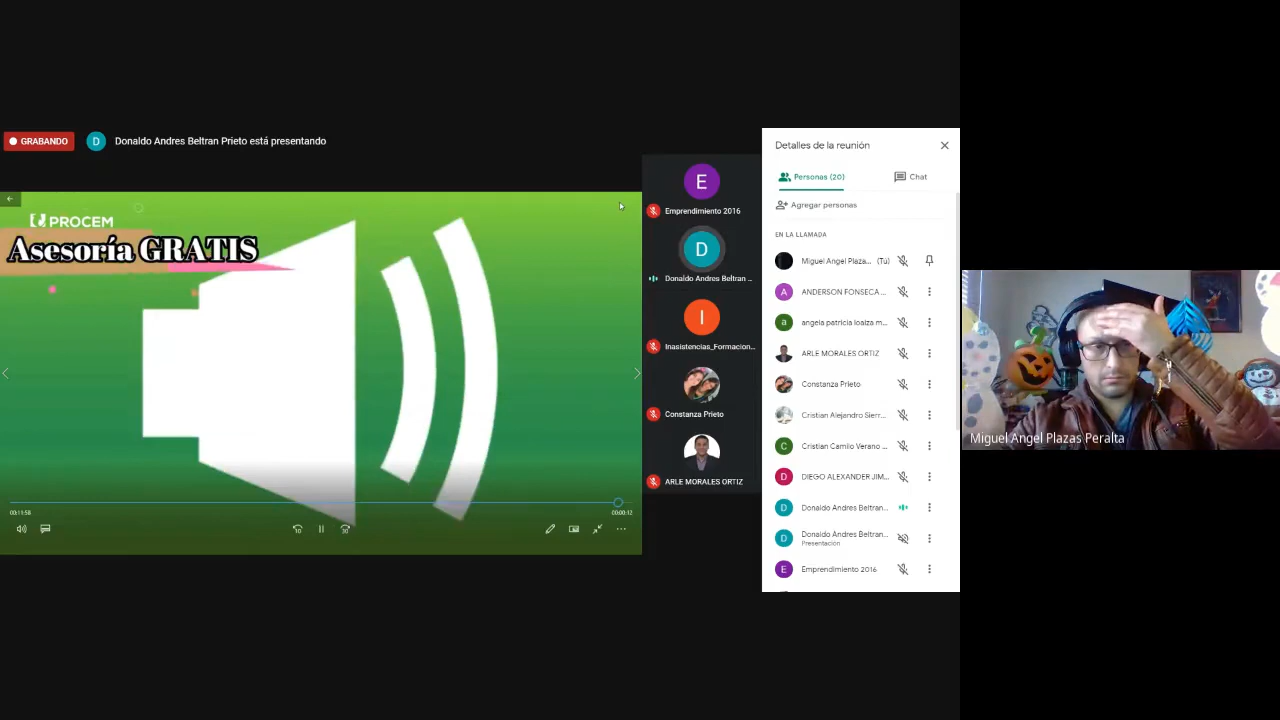 GRABANDO
D
Donaldo Andres Beltran Prieto está presentando
PROCEM
Asesoría GRATIS
00:11:58
00:00:12
10
30
E
Emprendimiento 2016
D
Donaldo Andres Beltran ...
I
Inasistencias_Formacion...
Constanza Prieto
ARLE MORALES ORTIZ
Detalles de la reunión
Personas (20)
Chat
Agregar personas
EN LA LLAMADA
Miguel Angel Plaza... (Tú)
A
ANDERSON FONSECA ...
a
angela patricia loaiza m...
ARLE MORALES ORTIZ
Constanza Prieto
Cristian Alejandro Sierr...
C
Cristian Camilo Verano ...
D
DIEGO ALEXANDER JIM...
D
Donaldo Andres Beltran...
D
Donaldo Andres Beltran...
Presentación
E
Emprendimiento 2016
Miguel Angel Plazas Peralta